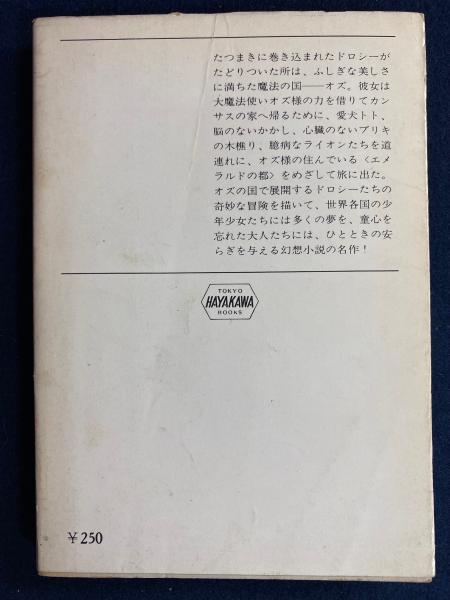 たつまきに巻き込まれたドロシーが
たどりついた所は、ふしぎな美しさ
に満ちた魔法の国――オズ。彼女は
大魔法使いオズ様の力を借りてカン
サスの家へ帰るために、愛犬トト、
脳のないかかし、心臓のないブリキ
の木樵り、臆病なライオンたちを道
連れに、オズ様の住んでいる〈エメ
ラルドの都〉をめざして旅に出た。
オズの国で展開するドロシーたちの
奇妙な冒険を描いて、世界各国の少
年少女たちには多くの夢を、童心を
忘れた大人たちには、ひとときの安
らぎを与える幻想小説の名作！
TOKYO
HAYAKAWA
BOOKS
￥250